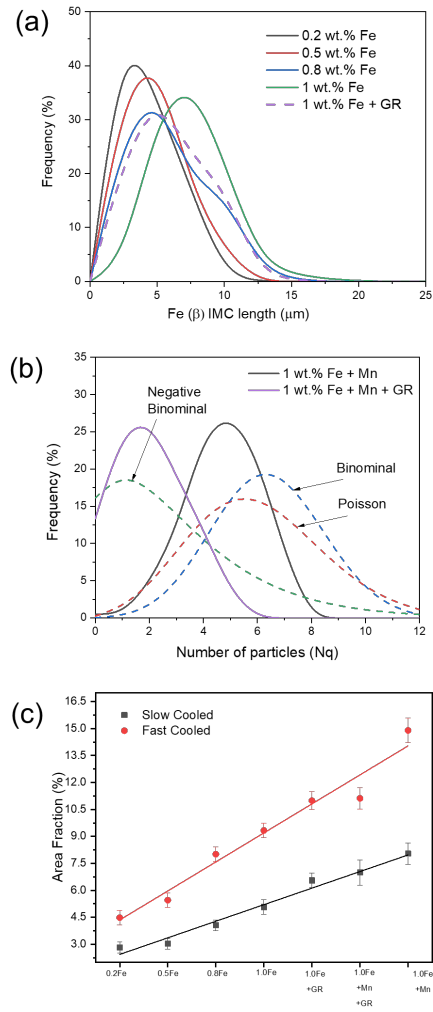 (a)
0.2 wt.% Fe
0.5 wt.% Fe
0.8 wt.% Fe
1 wt.% Fe
1 wt.% Fe + GR
Frequency (%)
50
40
30
20
10
0
0 5 10 15 20 25
Fe (β) IMC length (μm)
(b)
1 wt.% Fe + Mn
1 wt.% Fe + Mn + GR
Negative
Binominal
Binominal
Poisson
Frequency (%)
35
30
25
20
15
10
5
0
0 2 4 6 8 10 12
Number of particles (Nq)
(c)
Slow Cooled
Fast Cooled
Area Fraction (%)
16.5
15.0
13.5
12.0
10.5
9.0
7.5
6.0
4.5
3.0
0.2Fe 0.5Fe 0.8Fe 1.0Fe 1.0Fe 1.0Fe 1.0Fe
+GR +Mn +Mn
+GR